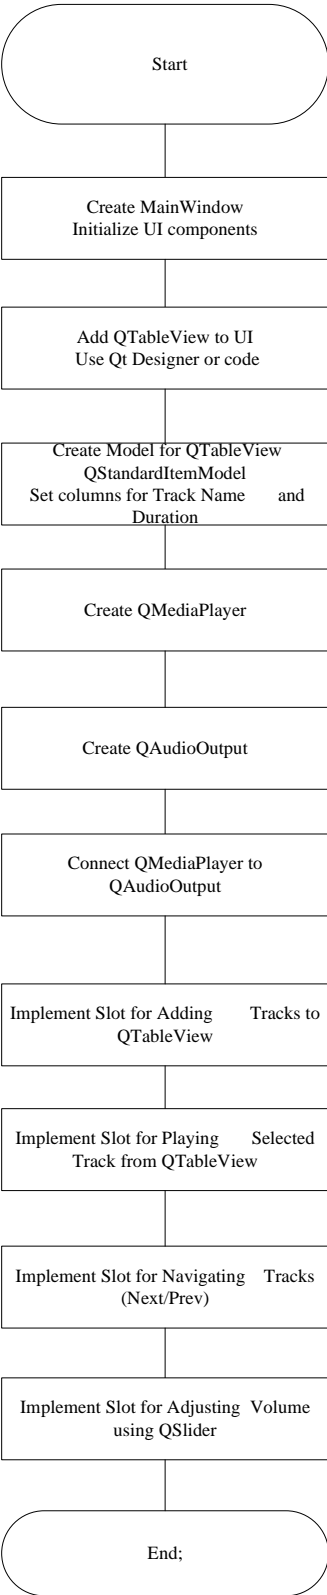 Start
Create MainWindow
Initialize UI components
Add QTableView to UI
Use Qt Designer or code
Create Model for QTableView
QStandardItemModel
Set columns for Track Name and
Duration
Create QMediaPlayer
Create QAudioOutput
Connect QMediaPlayer to
QAudioOutput
Implement Slot for Adding Tracks to
QTableView
Implement Slot for Playing Selected
Track from QTableView
Implement Slot for Navigating Tracks
(Next/Prev)
Implement Slot for Adjusting Volume
using QSlider
End;